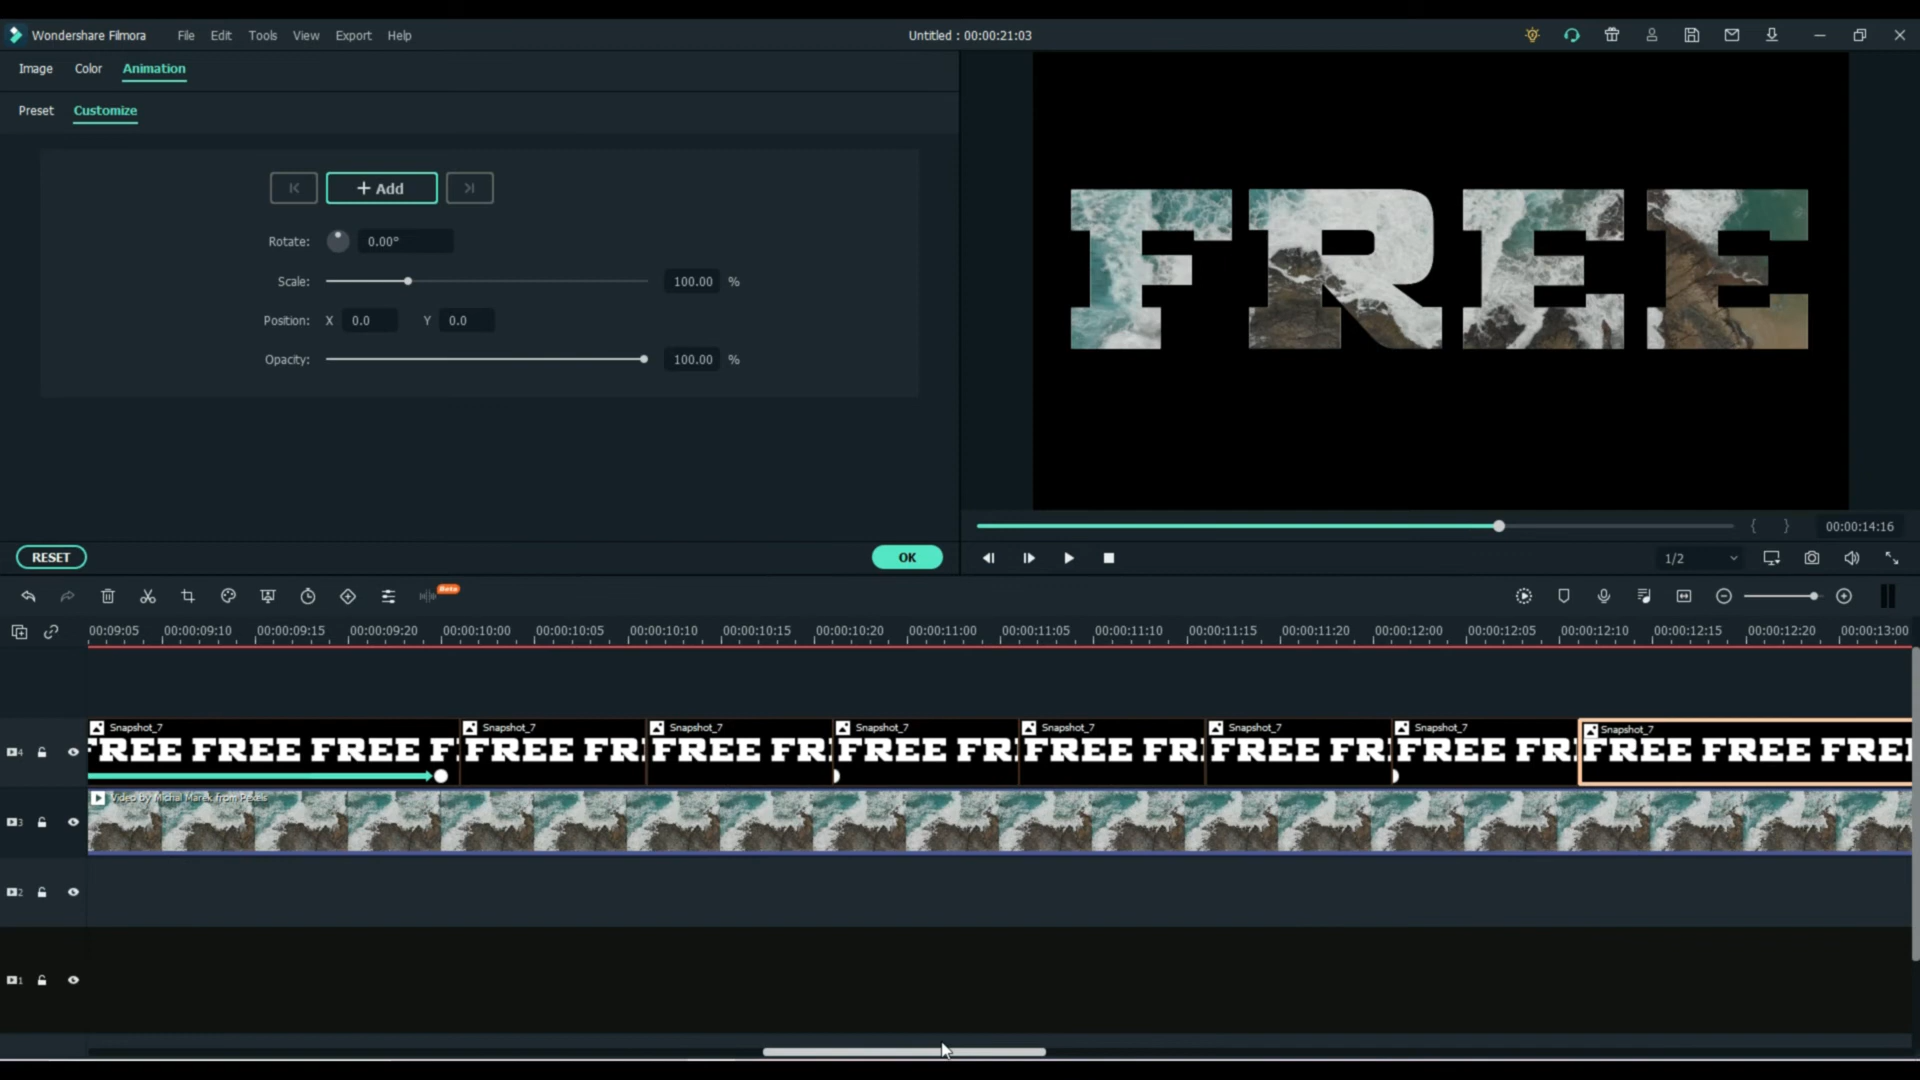 Wondershare Filmora File Edit Tools View Export Help Untitled : 00:00:21:03
Image Color Animation
Preset Customize
+ Add
Rotate: 0.00°
Scale: 100.00 %
Position: X 0.0 Y 0.0
Opacity: 100.00 %
RESET OK
FREE
{ } 00:00:14:16
1/2
Beta
00:09:05 00:00:09:10 00:00:09:15 00:00:09:20 00:00:10:00 00:00:10:05 00:00:10:10 00:00:10:15 00:00:10:20 00:00:11:00 00:00:11:05 00:00:11:10 00:00:11:15 00:00:11:20 00:00:12:00 00:00:12:05 00:00:12:10 00:00:12:15 00:00:12:20 00:00:13:00
Snapshot_7 Snapshot_7 Snapshot_7 Snapshot_7 Snapshot_7 Snapshot_7 Snapshot_7 Snapshot_7
4 FREE FREE FREE F FREE FR FREE FR FREE FR FREE FR FREE FR FREE FR FREE FREE FREE
Video by Michal Marek from Pexels
3
2
1